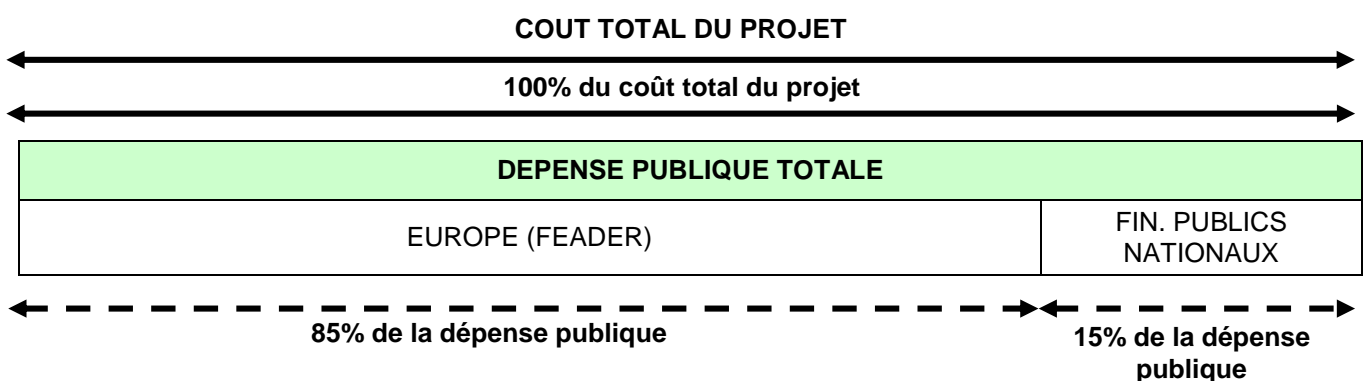 COUT TOTAL DU PROJET
100% du coût total du projet
DEPENSE PUBLIQUE TOTALE
EUROPE (FEADER)
FIN. PUBLICS
NATIONAUX
85% de la dépense publique
15% de la dépense
publique